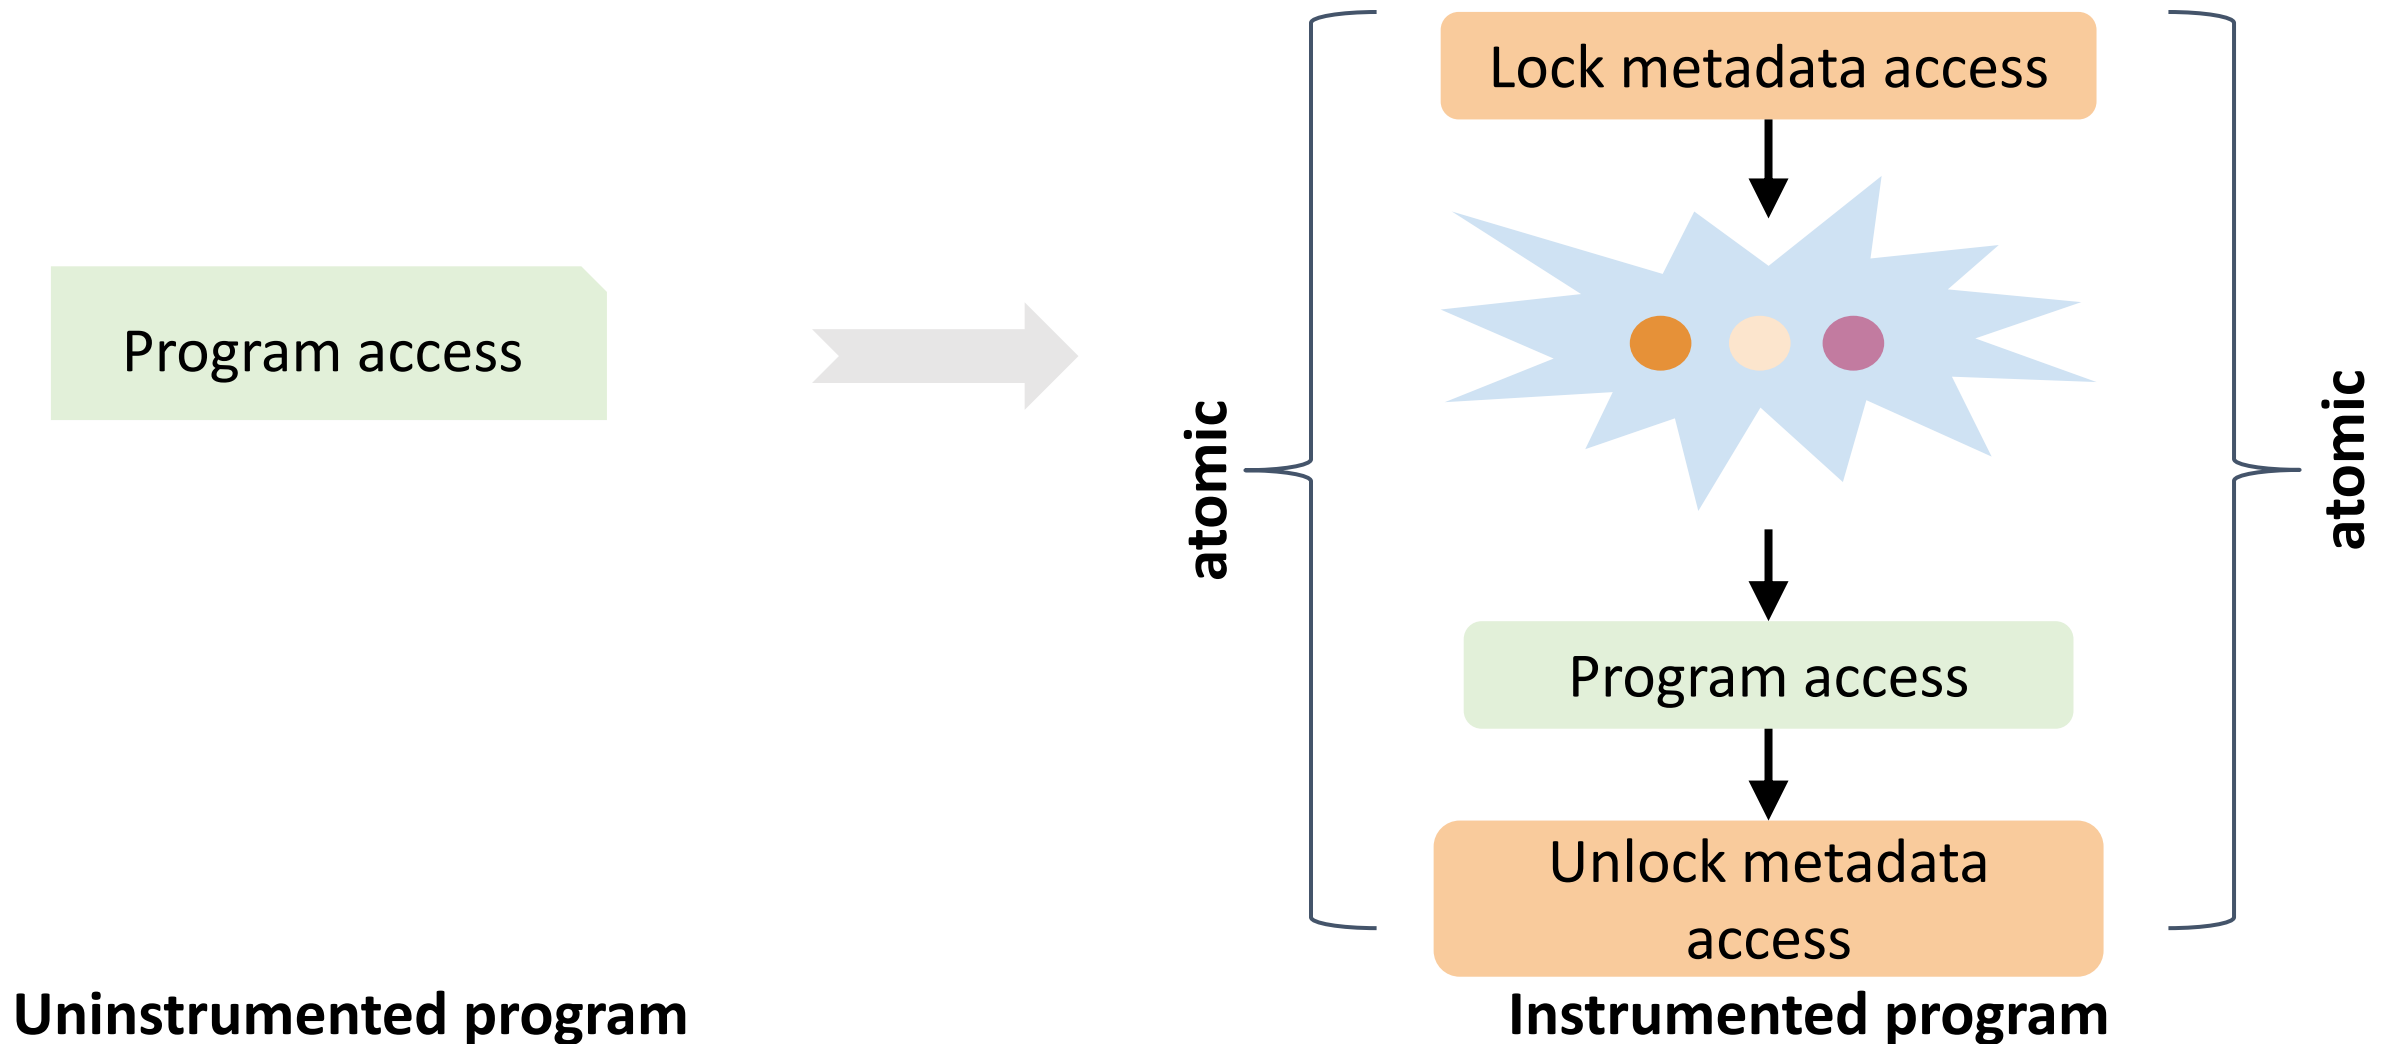 Program access
Uninstrumented program
atomic
Lock metadata access
Program access
Unlock metadata
access
atomic
Instrumented program